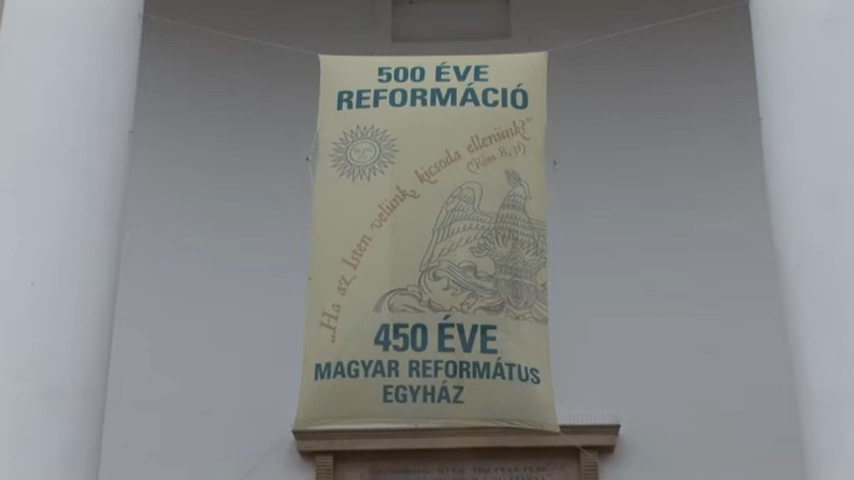 500 ÉVE
REFORMÁCIÓ
„Ha az Isten velünk, kicsoda ellenünk?”
(Róm 8,31)
450 ÉVE
MAGYAR REFORMÁTUS
EGYHÁZ